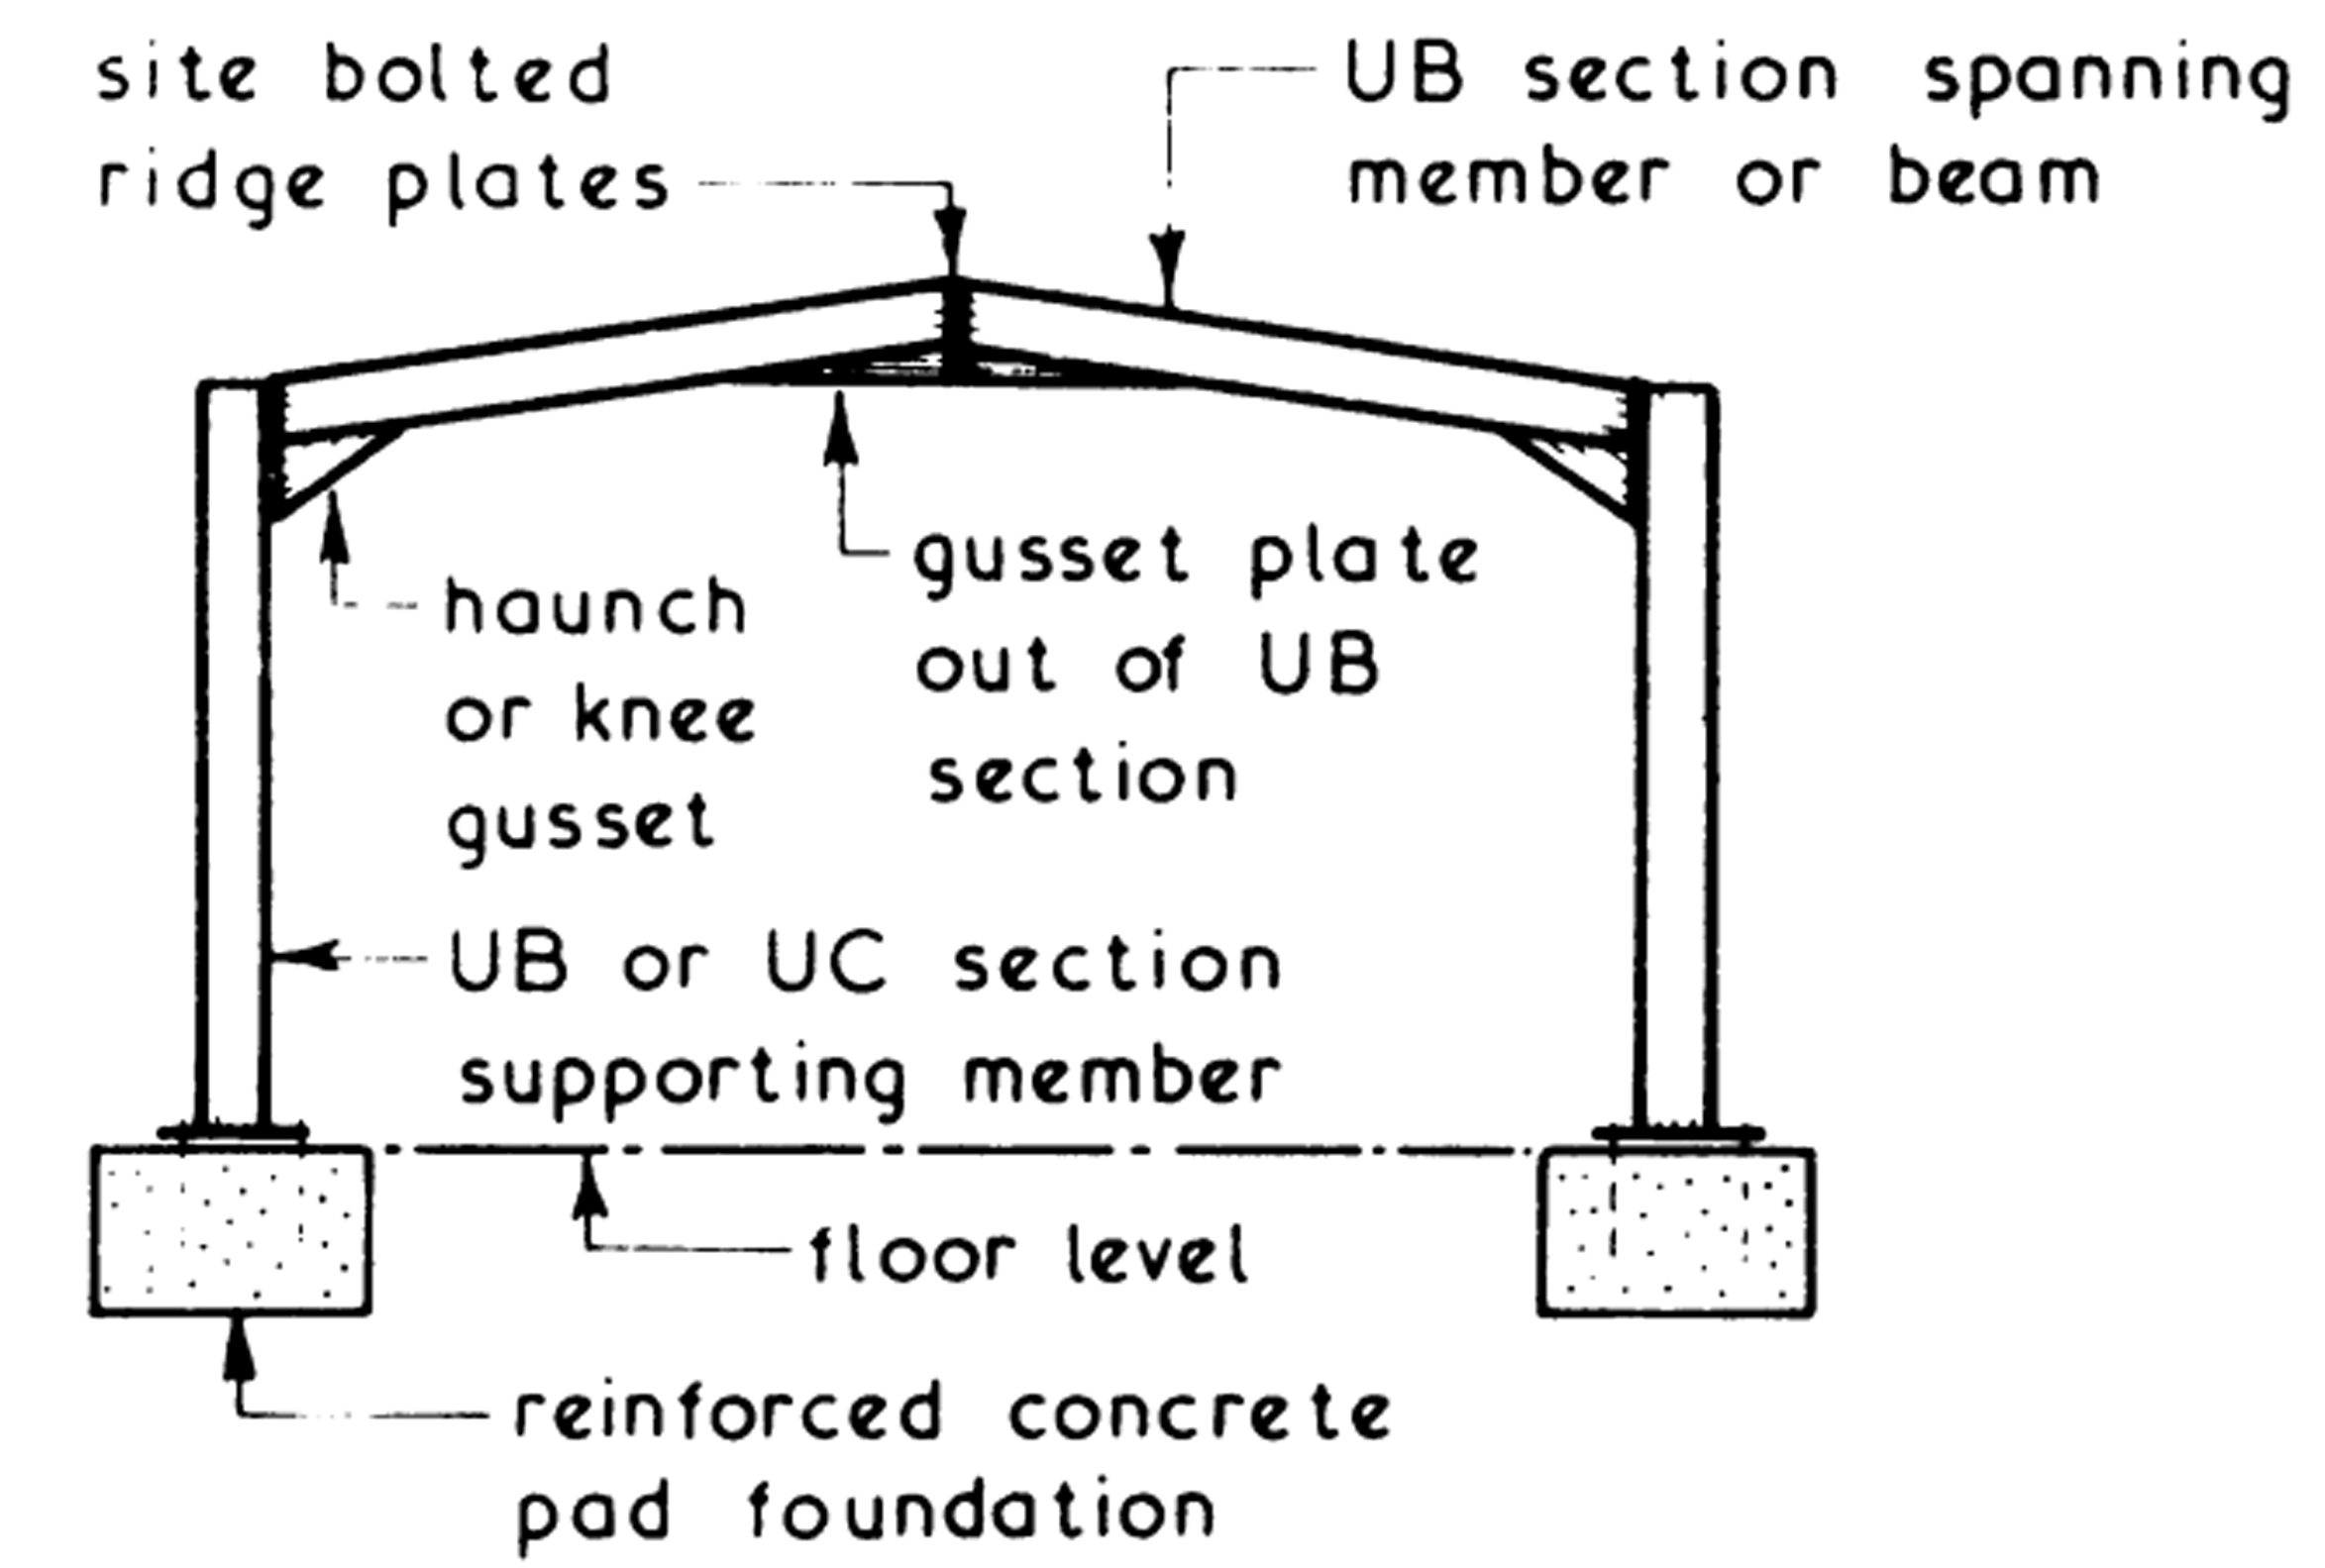 site bolted
ridge plates
UB section spanning
member or beam
haunch
or knee
gusset
gusset plate
out of UB
section
UB or UC section
supporting member
floor level
reinforced concrete
pad foundation